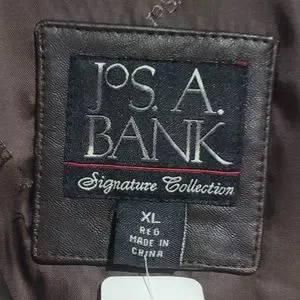 JOS. A.
BANK
Signature Collection
XL
REG
MADE IN
CHINA